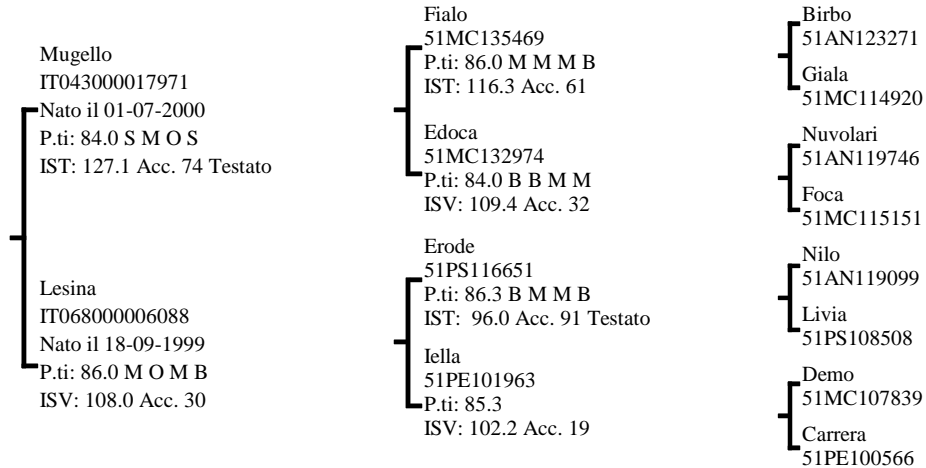 Mugello
IT043000017971
Nato il 01-07-2000
P.ti: 84.0 S M O S
IST: 127.1 Acc. 74 Testato
Lesina
IT068000006088
Nato il 18-09-1999
P.ti: 86.0 M O M B
ISV: 108.0 Acc. 30
Fialo
51MC135469
P.ti: 86.0 M M M B
IST: 116.3 Acc. 61
Edoca
51MC132974
P.ti: 84.0 B B M M
ISV: 109.4 Acc. 32
Erode
51PS116651
P.ti: 86.3 B M M B
IST: 96.0 Acc. 91 Testato
Iella
51PE101963
P.ti: 85.3
ISV: 102.2 Acc. 19
Birbo
51AN123271
Giala
51MC114920
Nuvolari
51AN119746
Foca
51MC115151
Nilo
51AN119099
Livia
51PS108508
Demo
51MC107839
Carrera
51PE100566